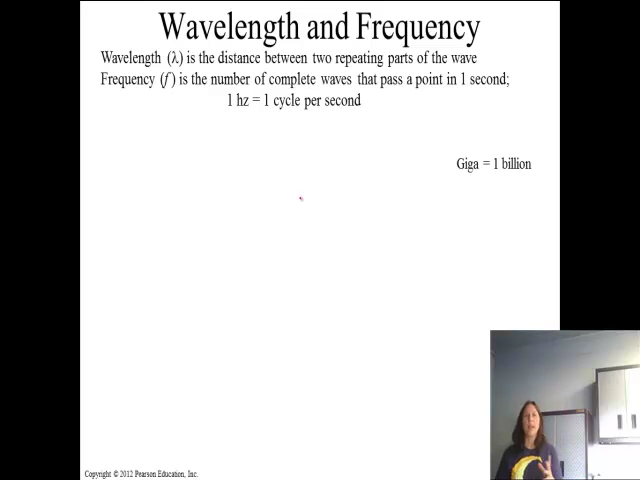 Wavelength and Frequency
Wavelength (λ) is the distance between two repeating parts of the wave
Frequency (f) is the number of complete waves that pass a point in 1 second;
1 hz = 1 cycle per second
Giga = 1 billion
Copyright © 2012 Pearson Education, Inc.